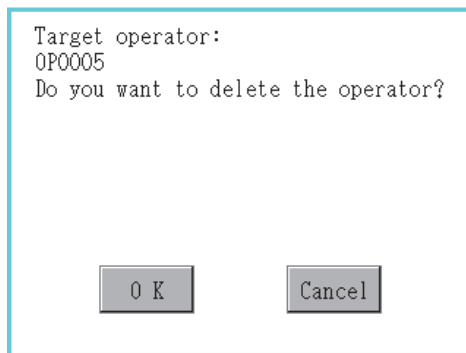 Target operator:
OP0005
Do you want to delete the operator?
O K
Cancel